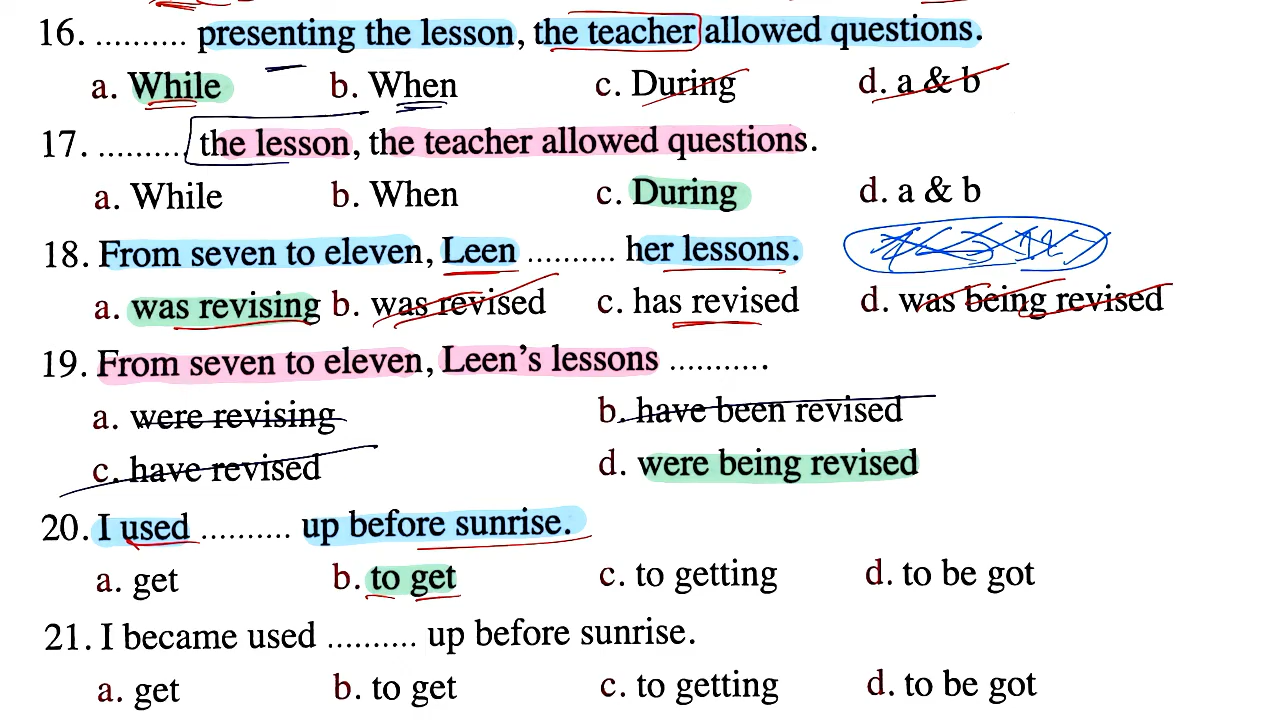 16. .......... presenting the lesson, the teacher allowed questions.
a. While b. When c. During d. a & b
17. .......... the lesson, the teacher allowed questions.
a. While b. When c. During d. a & b
18. From seven to eleven, Leen .......... her lessons.
a. was revising b. was revised c. has revised d. was being revised
19. From seven to eleven, Leen's lessons ...........
a. were revising b. have been revised
c. have revised d. were being revised
20. I used .......... up before sunrise.
a. get b. to get c. to getting d. to be got
21. I became used .......... up before sunrise.
a. get b. to get c. to getting d. to be got